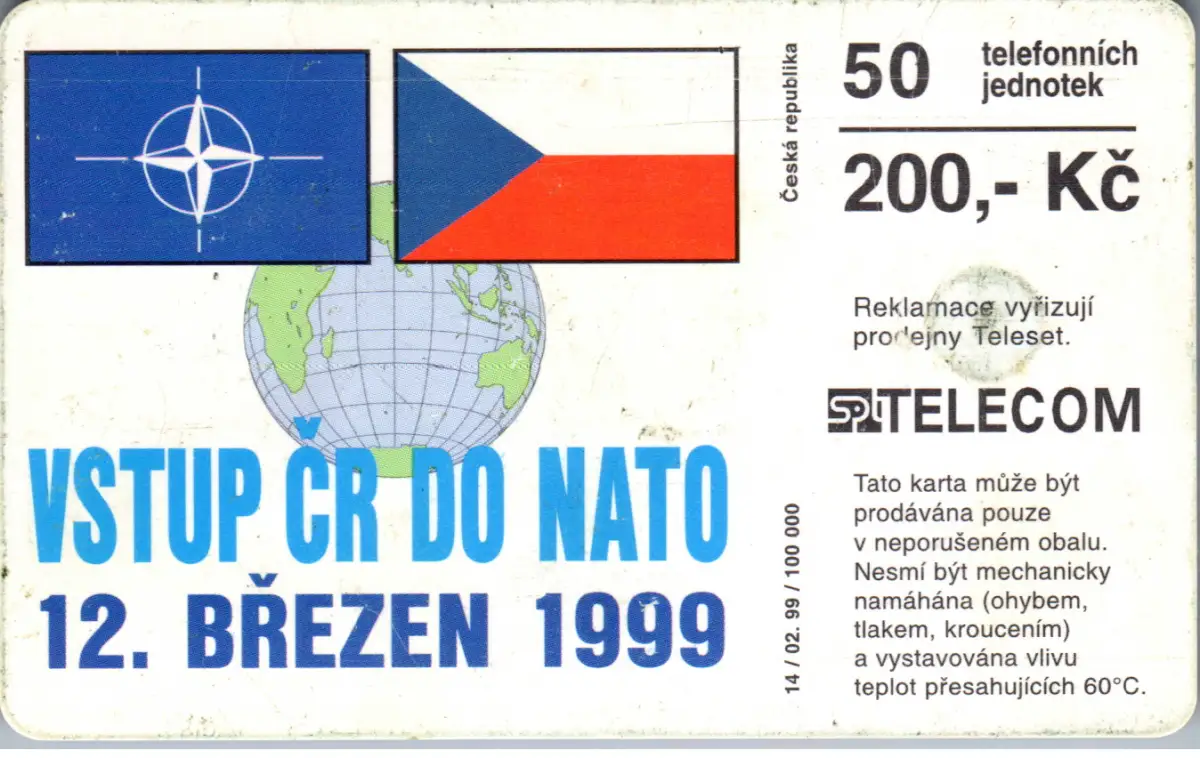 VSTUP ČR DO NATO
12. BŘEZEN 1999
Česká republika
14 / 02. 99 / 100 000
50 telefonních
jednotek
200,- Kč
Reklamace vyřizují
prodejny Teleset.
SPT TELECOM
Tato karta může být
prodávána pouze
v neporušeném obalu.
Nesmí být mechanicky
namáhána (ohybem,
tlakem, kroucením)
a vystavována vlivu
teplot přesahujících 60°C.